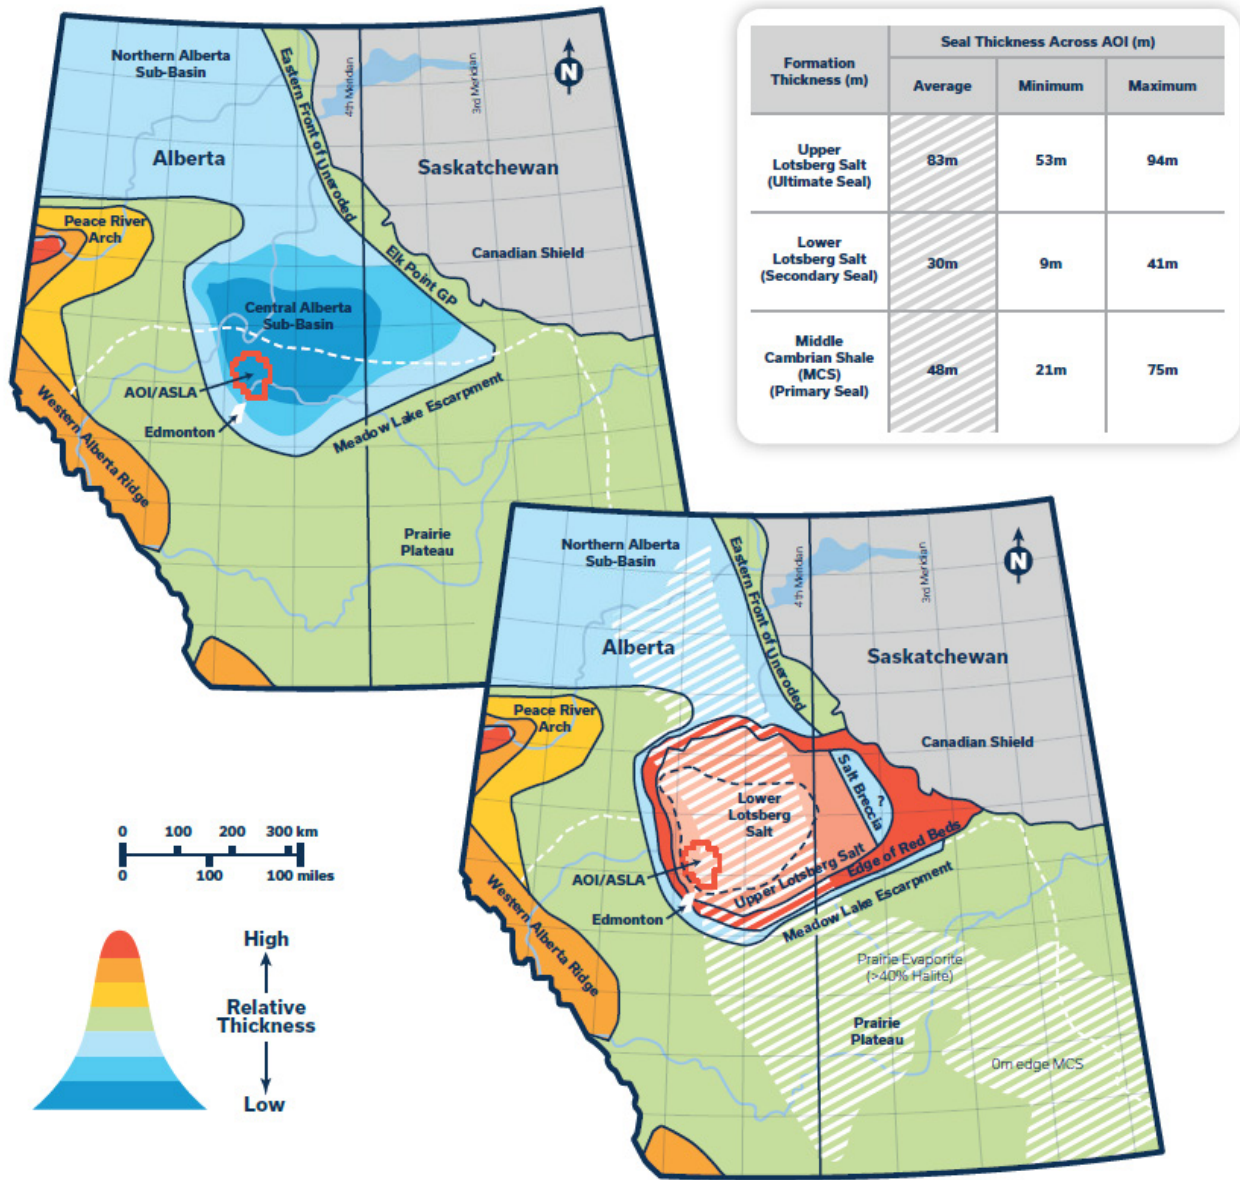 Northern Alberta
Sub-Basin
Eastern Front of Uneroded
Elk Point GP
4th Meridian
3rd Meridian
N
Alberta
Saskatchewan
Peace River
Arch
Canadian Shield
Central Alberta
Sub-Basin
AOI/ASLA
Edmonton
Meadow Lake Escarpment
Western Alberta Ridge
Prairie
Plateau
Formation
Thickness (m)
Seal Thickness Across AOI (m)
Average
Minimum
Maximum
Upper
Lotsberg Salt
(Ultimate Seal)
83m
53m
94m
Lower
Lotsberg Salt
(Secondary Seal)
30m
9m
41m
Middle
Cambrian Shale
(MCS)
(Primary Seal)
48m
21m
75m
Northern Alberta
Sub-Basin
Eastern Front of Uneroded
4th Meridian
3rd Meridian
N
Alberta
Saskatchewan
Peace River
Arch
Canadian Shield
Salt Breccia
?
Lower
Lotsberg
Salt
Upper Lotsberg Salt
Edge of Red Beds
AOI/ASLA
Edmonton
Meadow Lake Escarpment
Western Alberta Ridge
Prairie Evaporite
(>40% Halite)
Prairie
Plateau
0m edge MCS
0 100 200 300 km
0 100 100 miles
High
Relative
Thickness
Low